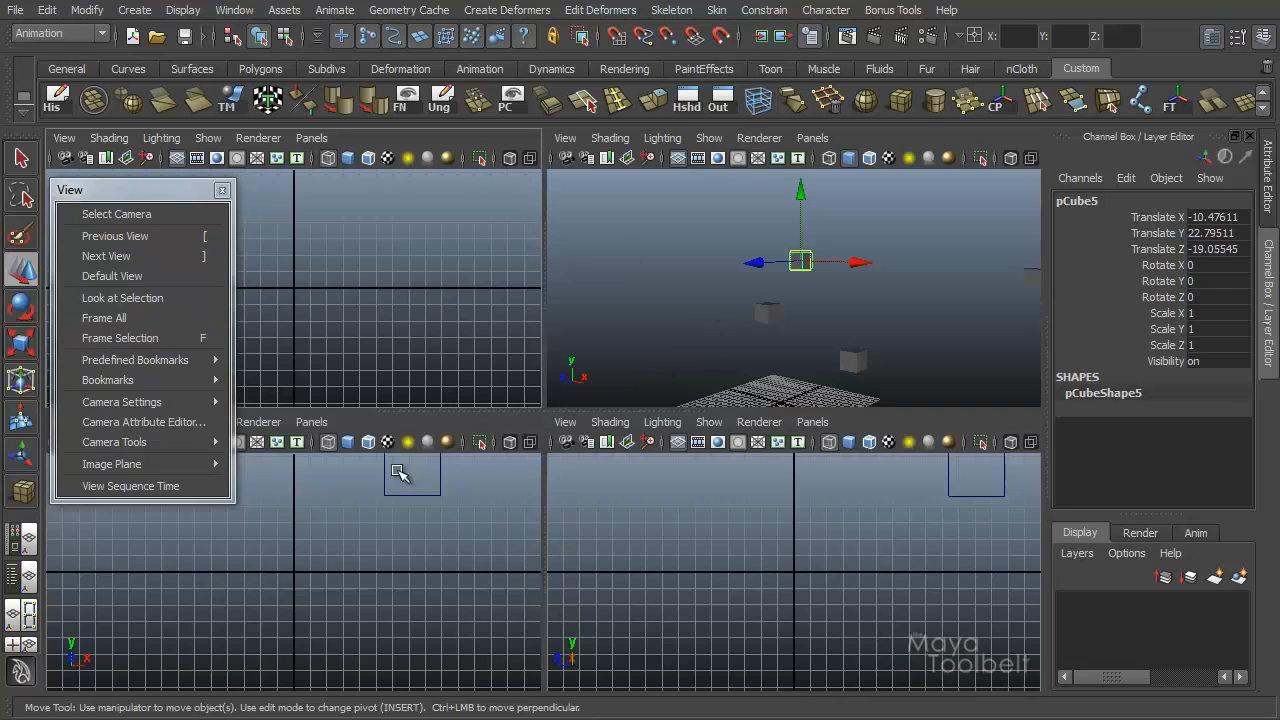 File Edit Modify Create Display Window Assets Animate Geometry Cache Create Deformers Edit Deformers Skeleton Skin Constrain Character Bonus Tools Help
Animation X: Y: Z:
General Curves Surfaces Polygons Subdivs Deformation Animation Dynamics Rendering PaintEffects Toon Muscle Fluids Fur Hair nCloth Custom
His TM FN Ung PC Hshd Out CP FT
View Shading Lighting Show Renderer Panels
View Shading Lighting Show Renderer Panels
Channel Box / Layer Editor
Channels Edit Object Show
pCube5
Translate X -10.47611
Translate Y 22.79511
Translate Z -19.05545
Rotate X 0
Rotate Y 0
Rotate Z 0
Scale X 1
Scale Y 1
Scale Z 1
Visibility on
SHAPES
pCubeShape5
Attribute Editor
Channel Box / Layer Editor
View
Select Camera
Previous View [
Next View ]
Default View
Look at Selection
Frame All
Frame Selection F
Predefined Bookmarks
Bookmarks
Camera Settings
Camera Attribute Editor...
Camera Tools
Image Plane
View Sequence Time
y
z x
Renderer Panels
View Shading Lighting Show Renderer Panels
Display Render Anim
Layers Options Help
y
z x
y
z x
the Maya
Toolbelt
Move Tool: Use manipulator to move object(s). Use edit mode to change pivot (INSERT). Ctrl+LMB to move perpendicular.